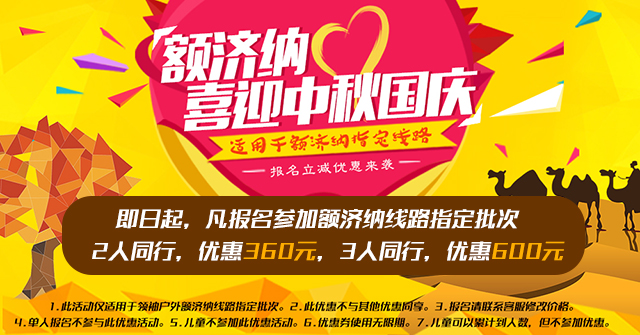 「额济纳
喜迎中秋国庆」
适用于额济纳指定线路
报名立减优惠来袭
即日起，凡报名参加额济纳线路指定批次
2人同行，优惠360元，3人同行，优惠600元
1.此活动仅适用于领袖户外额济纳线路指定批次。2.此优惠不与其他优惠同享。3.报名请联系客服修改价格。
4.单人报名不参与此优惠活动。5.儿童不参加此优惠活动。6.优惠券使用无限期。7.儿童可以累计到人数，但不参加优惠。